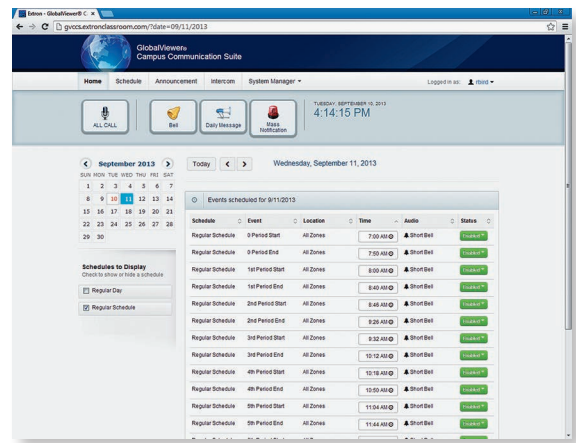 Extron - GlobalViewer® C ×
gvccs.extronclassroom.com/?date=09/11/2013
GlobalViewer®
Campus Communication Suite
Home Schedule Announcement Intercom System Manager
Logged in as: rbird
ALL CALL Bell Daily Message Mass Notification
TUESDAY, SEPTEMBER 10, 2013
4:14:15 PM
September 2013
SUN MON TUE WED THU FRI SAT
1 2 3 4 5 6 7
8 9 10 11 12 13 14
15 16 17 18 19 20 21
22 23 24 25 26 27 28
29 30
Schedules to Display
Check to show or hide a schedule
Regular Day
Regular Schedule
Today < > Wednesday, September 11, 2013
Events scheduled for 9/11/2013
Schedule Event Location Time Audio Status
Regular Schedule 0 Period Start All Zones 7:00 AM Short Bell Enabled
Regular Schedule 0 Period End All Zones 7:50 AM Short Bell Enabled
Regular Schedule 1st Period Start All Zones 8:00 AM Short Bell Enabled
Regular Schedule 1st Period End All Zones 8:40 AM Short Bell Enabled
Regular Schedule 2nd Period Start All Zones 8:46 AM Short Bell Enabled
Regular Schedule 2nd Period End All Zones 9:26 AM Short Bell Enabled
Regular Schedule 3rd Period Start All Zones 9:32 AM Short Bell Enabled
Regular Schedule 3rd Period End All Zones 10:12 AM Short Bell Enabled
Regular Schedule 4th Period Start All Zones 10:18 AM Short Bell Enabled
Regular Schedule 4th Period End All Zones 10:50 AM Short Bell Enabled
Regular Schedule 5th Period Start All Zones 11:04 AM Short Bell Enabled
Regular Schedule 5th Period End All Zones 11:44 AM Short Bell Enabled